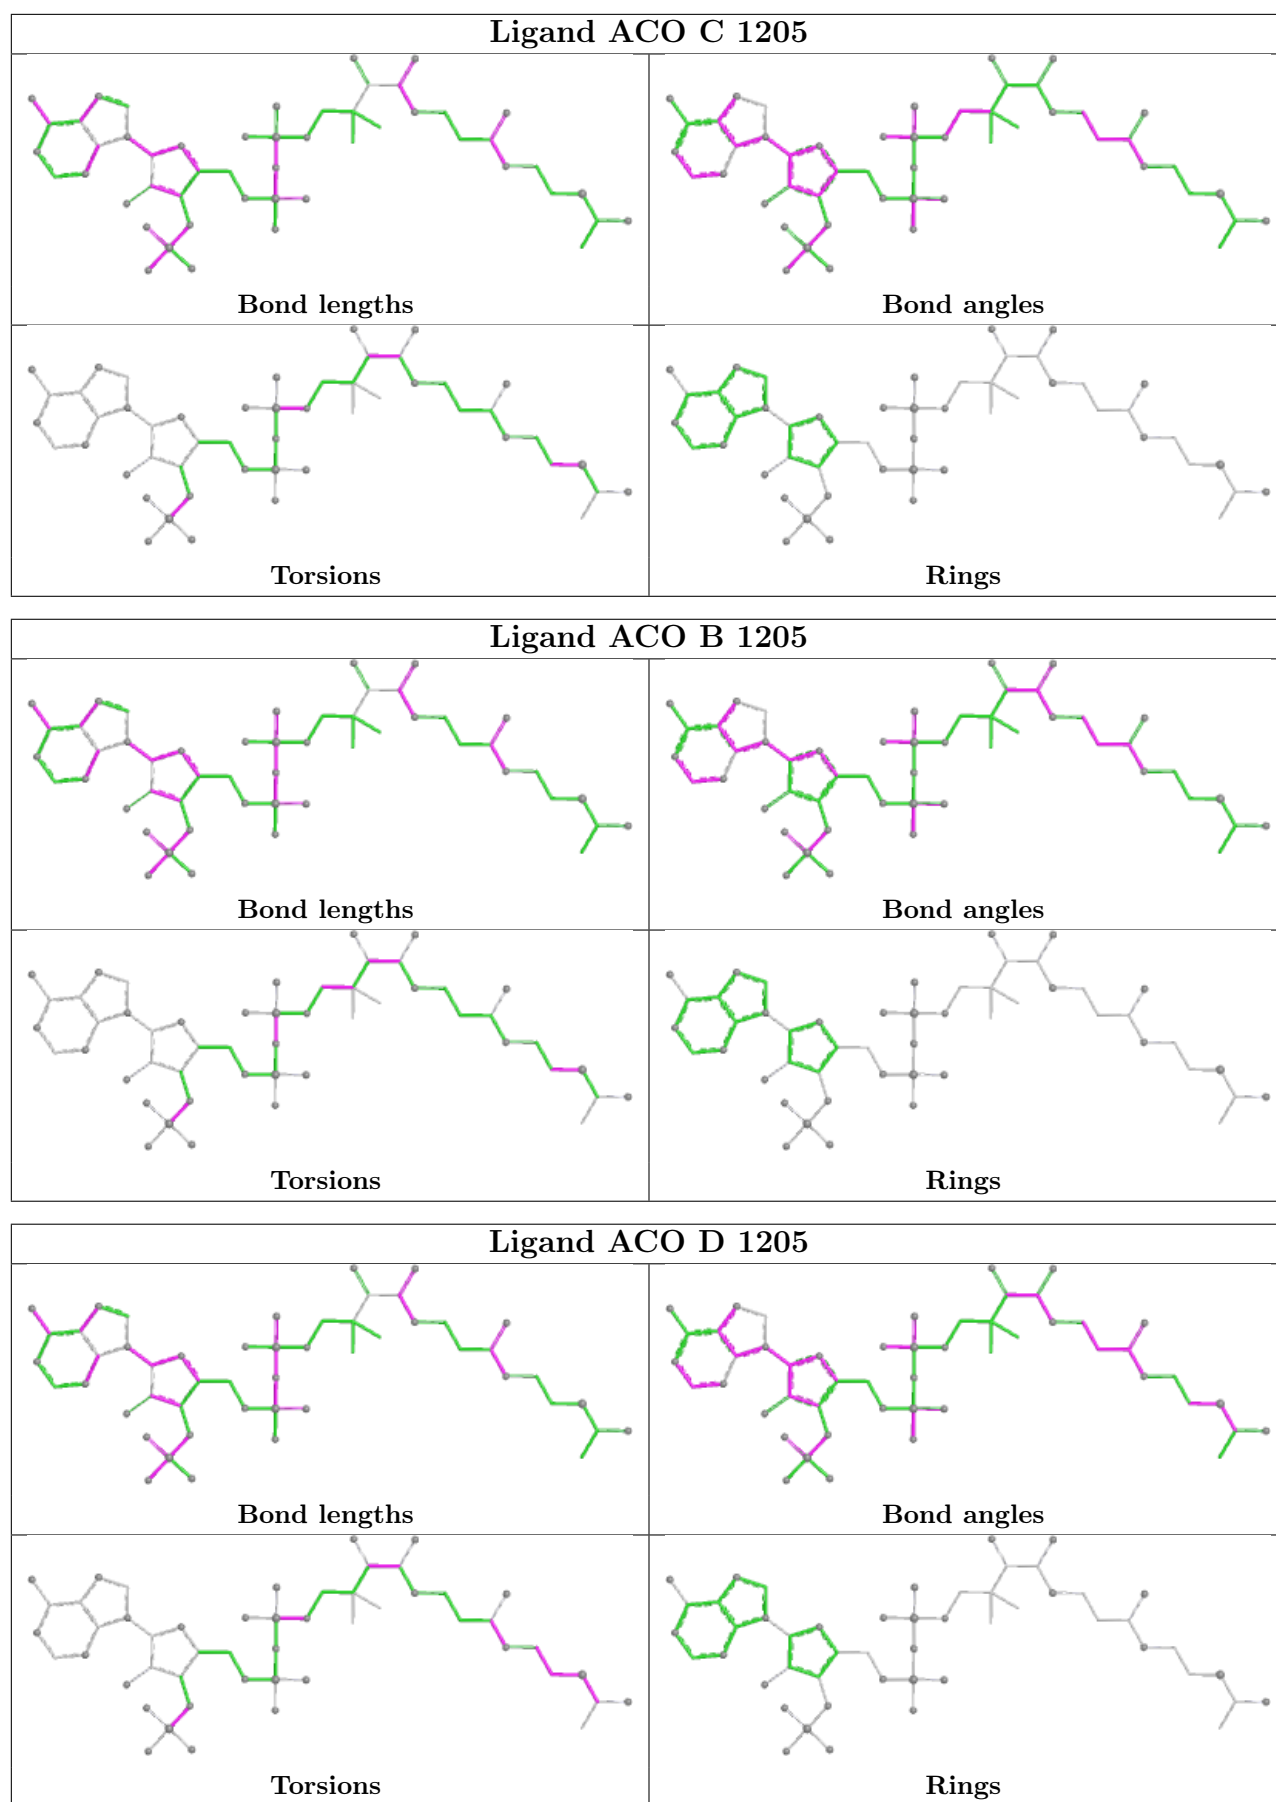 Ligand ACO C 1205
Bond lengths
Bond angles
Torsions
Rings
Ligand ACO B 1205
Bond lengths
Bond angles
Torsions
Rings
Ligand ACO D 1205
Bond lengths
Bond angles
Torsions
Rings